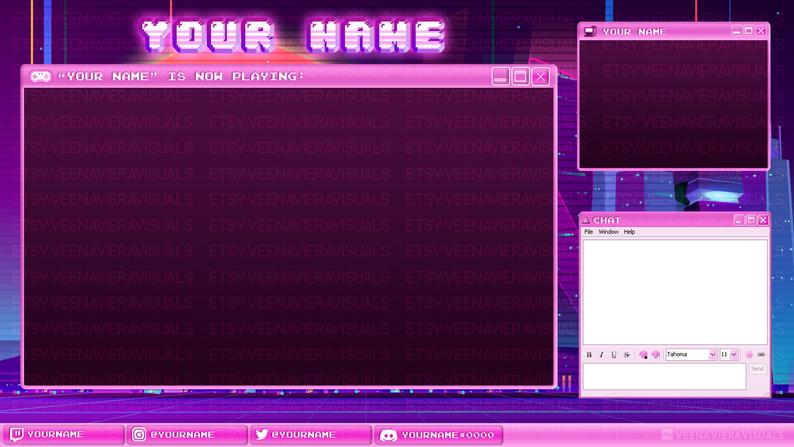 YOUR NAME
YOUR NAME
"YOUR NAME" IS NOW PLAYING:
ETSY:VEENAVIERAVISUALS
CHAT
File Window Help
B I U S Tahoma 11
Send
YOURNAME
@YOURNAME
@YOURNAME
YOURNAME#0000
VEENAVIERAVISUALS